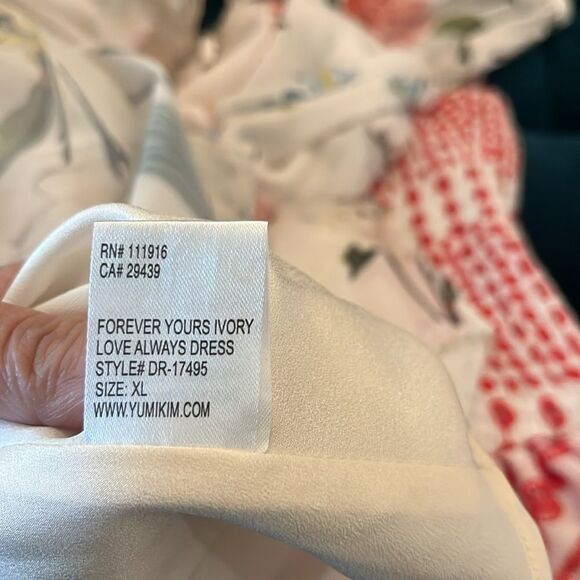 RN# 111916
CA# 29439
FOREVER YOURS IVORY
LOVE ALWAYS DRESS
STYLE# DR-17495
SIZE: XL
WWW.YUMIKIM.COM